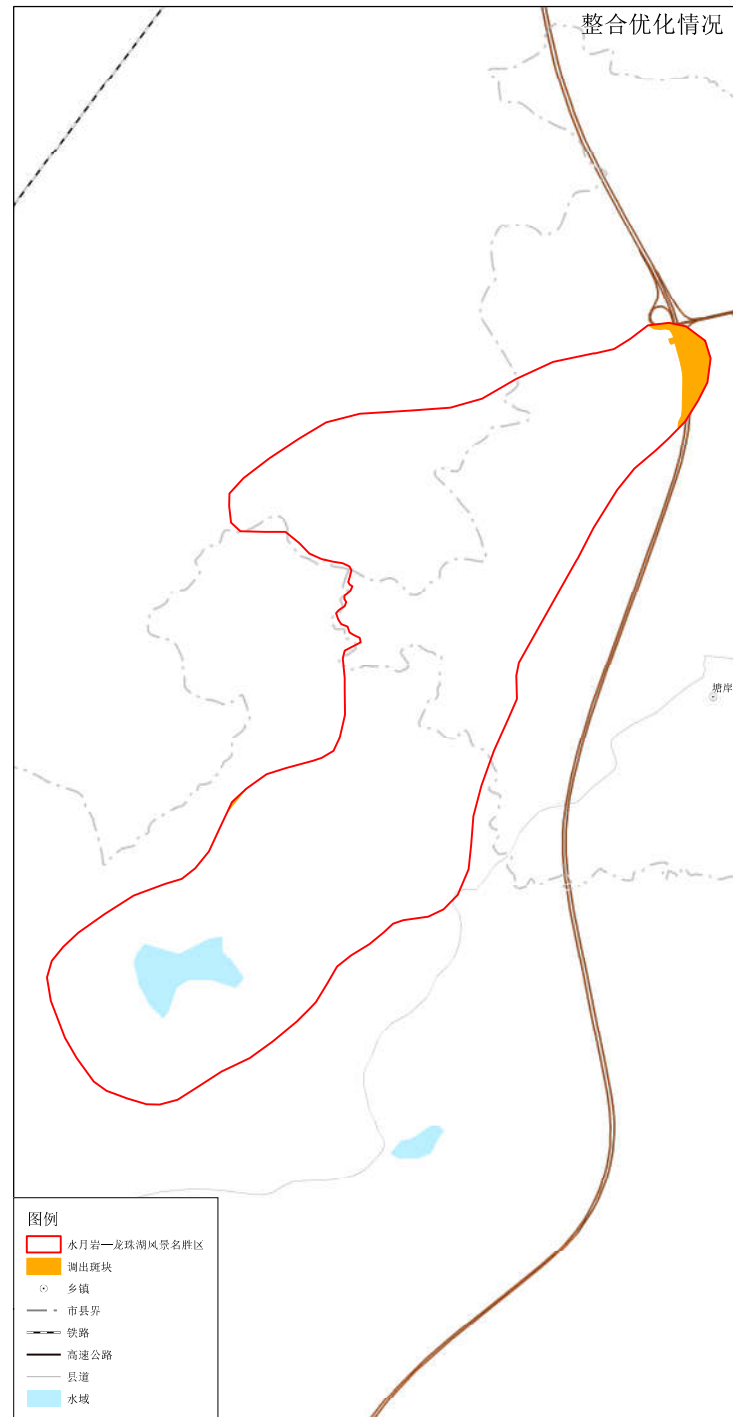 整合优化情况
塘岸
图例
水月岩—龙珠湖风景名胜区
调出斑块
乡镇
市县界
铁路
高速公路
县道
水域